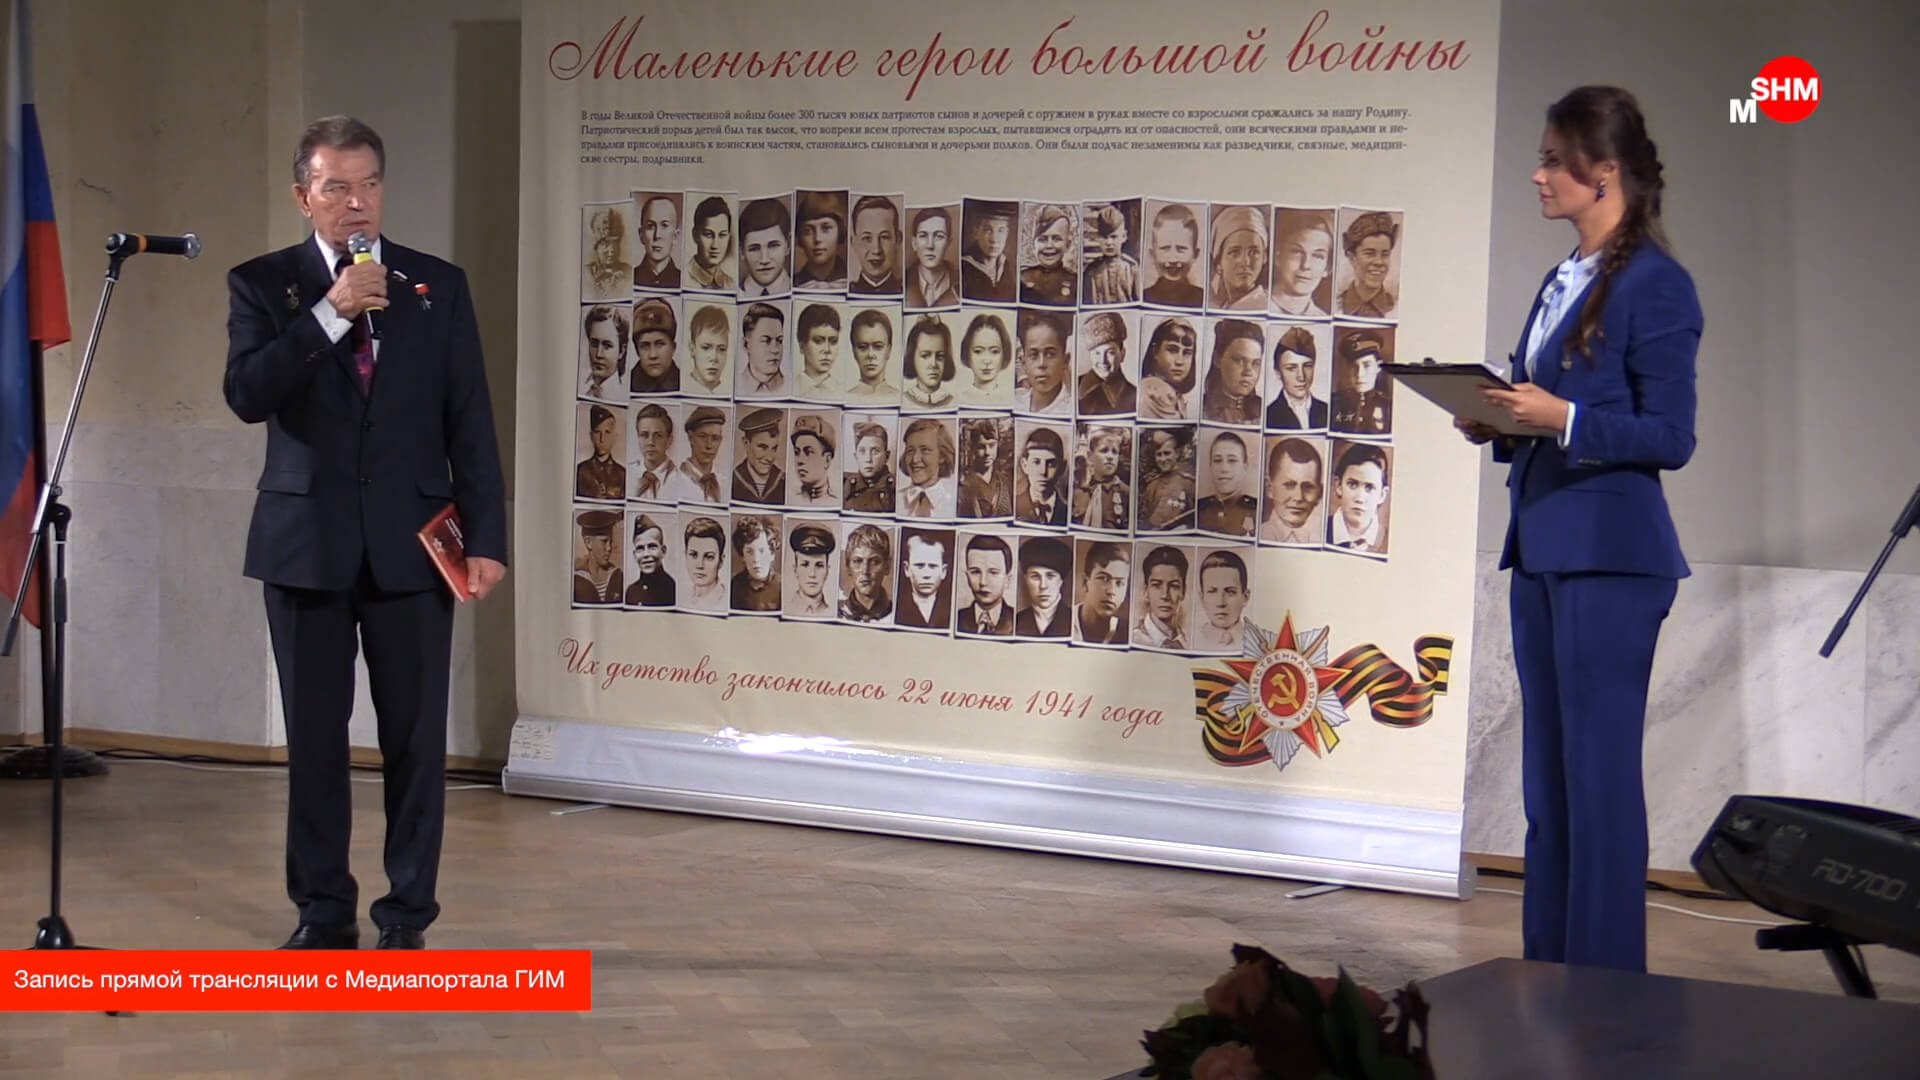 Маленькие герои большой войны
SHM
M
В годы Великой Отечественной войны более 300 тысяч юных патриотов сынов и дочерей с оружием в руках вместе со взрослыми сражались за нашу Родину.
Патриотический порыв детей был так высок, что вопреки всем протестам взрослых, пытавшимся оградить их от опасностей, они всяческими правдами и не-
правдами присоединялись к воинским частям, становились сыновьями и дочерьми полков. Они были подчас незаменимы как разведчики, связные, медицин-
ские сестры, подрывники.
Их детство закончилось 22 июня 1941 года
ОТЕЧЕСТВЕННАЯ ВОЙНА
RD-700
Запись прямой трансляции с Медиапортала ГИМ